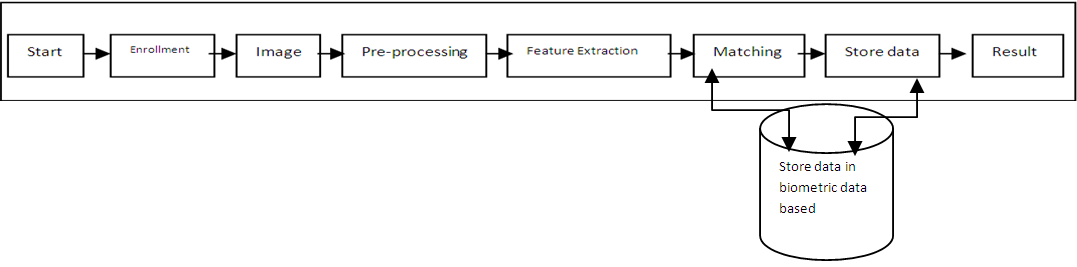 Start Enrollment Image Pre-processing Feature Extraction Matching Store data Result
Store data in
biometric data
based